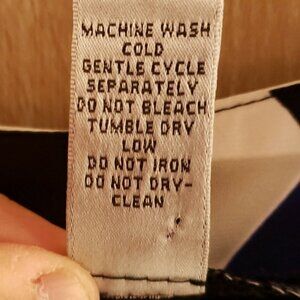 MACHINE WASH
COLD
GENTLE CYCLE
SEPARATELY
DO NOT BLEACH
TUMBLE DRY
LOW
DO NOT IRON
DO NOT DRY-
CLEAN